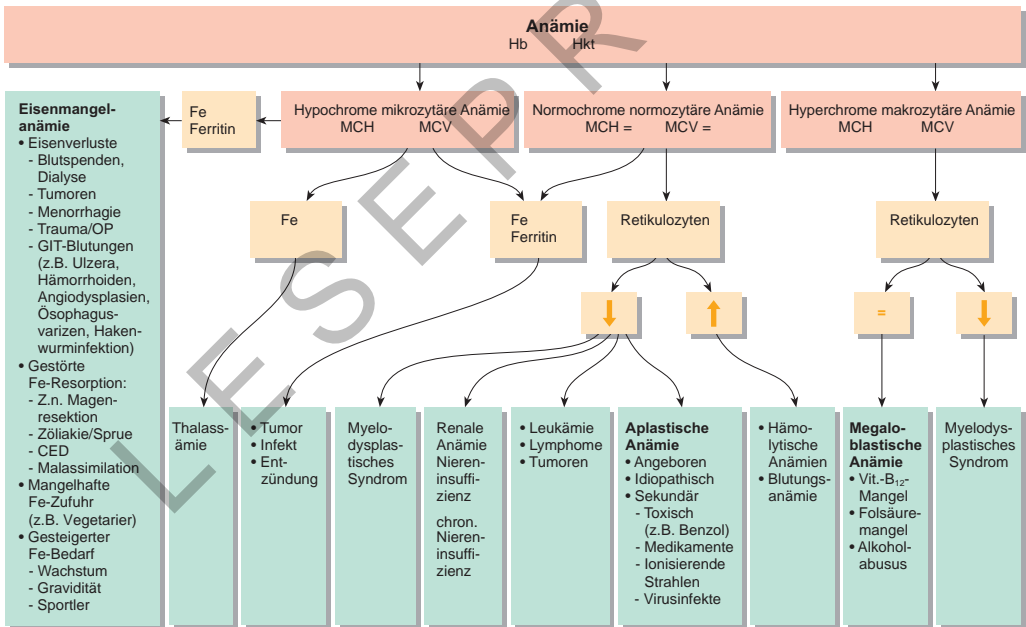 Anämie
Hb Hkt
Eisenmangel-
anämie
• Eisenverluste
- Blutspenden,
Dialyse
- Tumoren
- Menorrhagie
- Trauma/OP
- GIT-Blutungen
(z.B. Ulzera,
Hämorrhoiden,
Angiodysplasien,
Ösophagus-
varizen, Haken-
wurminfektion)
• Gestörte
Fe-Resorption:
- Z.n. Magen-
resektion
- Zöliakie/Sprue
- CED
- Malassimilation
• Mangelhafte
Fe-Zufuhr
(z.B. Vegetarier)
• Gesteigerter
Fe-Bedarf
- Wachstum
- Gravidität
- Sportler
Fe
Ferritin
Hypochrome mikrozytäre Anämie
MCH MCV
Normochrome normozytäre Anämie
MCH = MCV =
Hyperchrome makrozytäre Anämie
MCH MCV
Fe
Fe
Ferritin
Retikulozyten
Retikulozyten
↓
↑
=
↓
Thalass-
ämie
• Tumor
• Infekt
• Ent-
zündung
Myelo-
dysplas-
tisches
Syndrom
Renale
Anämie
Nieren-
insuffi-
zienz
chron.
Nieren-
insuffi-
zienz
• Leukämie
• Lymphome
• Tumoren
Aplastische
Anämie
• Angeboren
• Idiopathisch
• Sekundär
- Toxisch
(z.B. Benzol)
- Medikamente
- Ionisierende
Strahlen
- Virusinfekte
• Hämo-
lytische
Anämien
• Blutungs-
anämie
Megalo-
blastische
Anämie
• Vit.-B₁₂-
Mangel
• Folsäure-
mangel
• Alkohol-
abusus
Myelodys-
plastisches
Syndrom
LESEPR